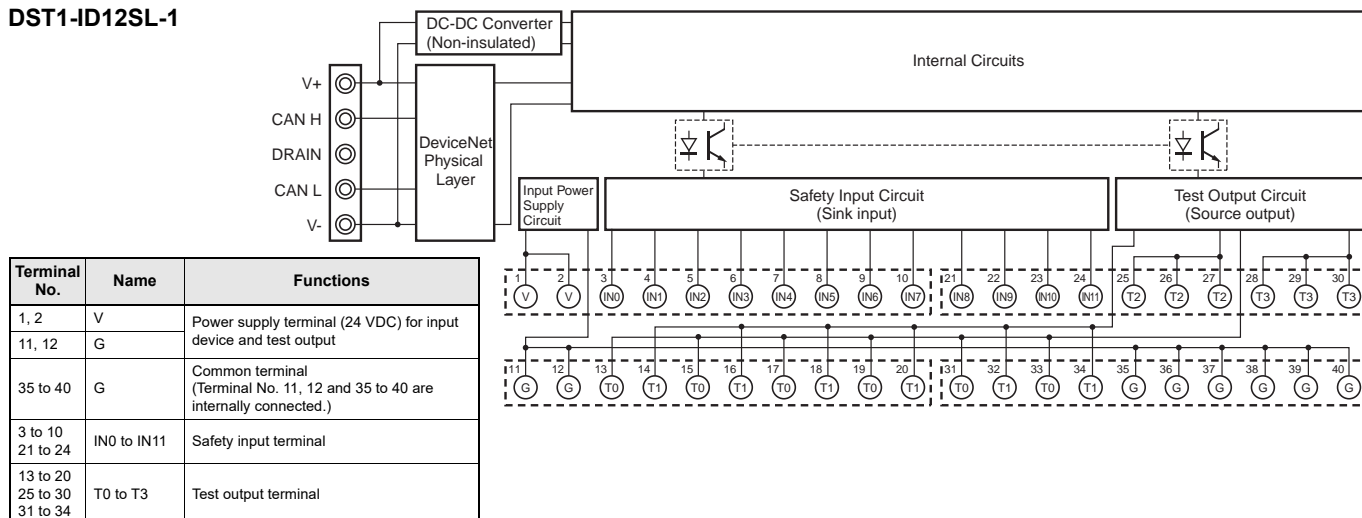 DST1-ID12SL-1
DC-DC Converter
(Non-insulated)
Internal Circuits
V+
CAN H
DRAIN
CAN L
V-
DeviceNet
Physical
Layer
Input Power
Supply
Circuit
Safety Input Circuit
(Sink input)
Test Output Circuit
(Source output)
1 2 3 4 5 6 7 8 9 10 21 22 23 24 25 26 27 28 29 30
V V IN0 IN1 IN2 IN3 IN4 IN5 IN6 IN7 IN8 IN9 IN10 IN11 T2 T2 T2 T3 T3 T3
11 12 13 14 15 16 17 18 19 20 31 32 33 34 35 36 37 38 39 40
G G T0 T1 T0 T1 T0 T1 T0 T1 T0 T1 T0 T1 G G G G G G
Terminal No. Name Functions
1, 2 V Power supply terminal (24 VDC) for input
11, 12 G device and test output
35 to 40 G Common terminal
(Terminal No. 11, 12 and 35 to 40 are
internally connected.)
3 to 10
21 to 24 IN0 to IN11 Safety input terminal
13 to 20
25 to 30 T0 to T3 Test output terminal
31 to 34